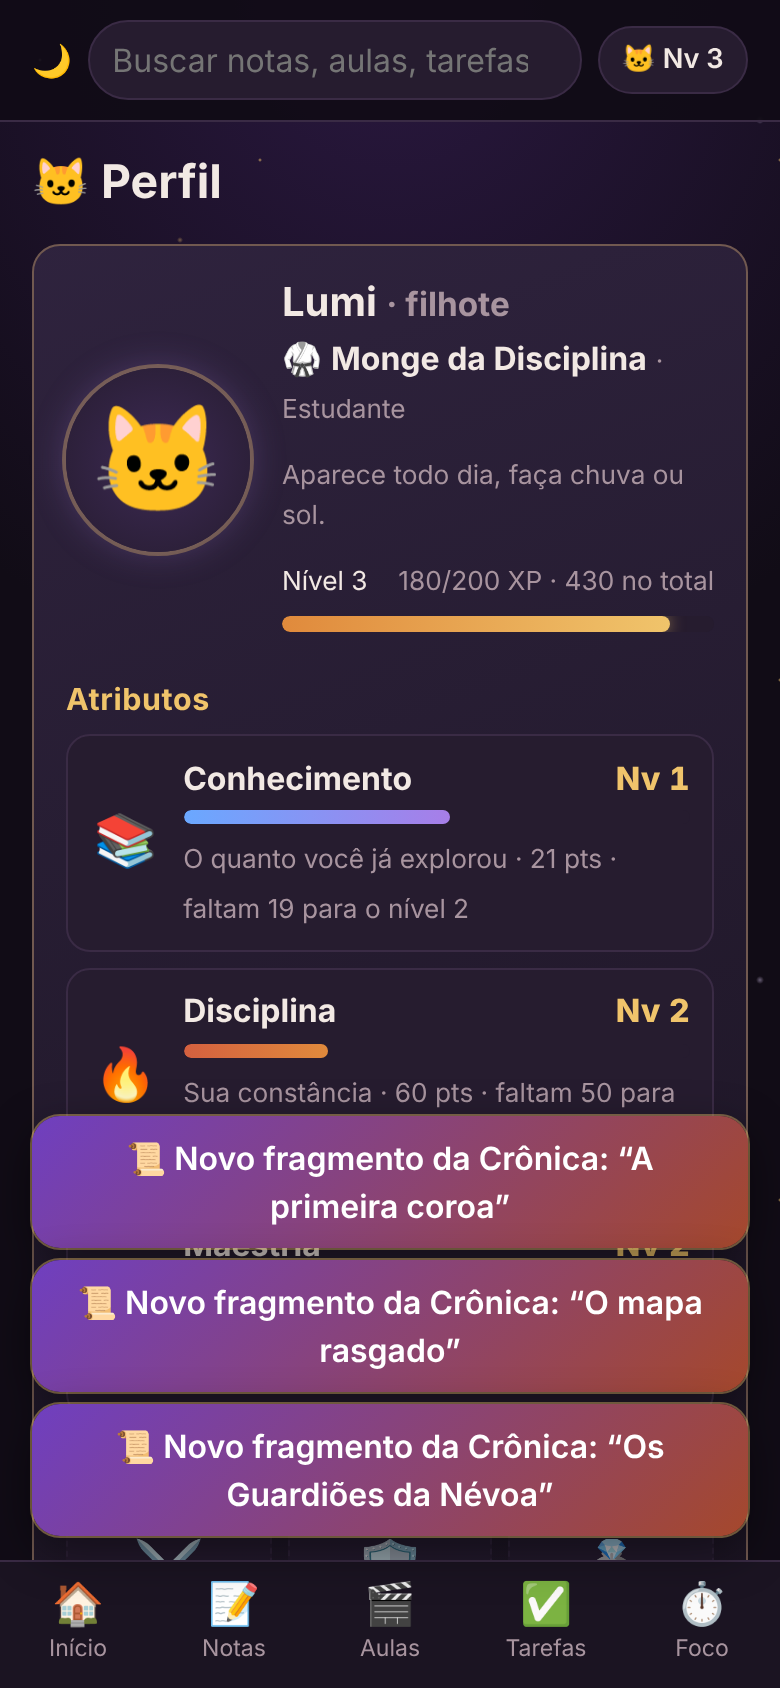 Buscar notas, aulas, tarefas
Nv 3
Perfil
Lumi · filhote
Monge da Disciplina ·
Estudante
Aparece todo dia, faça chuva ou
sol.
Nível 3 180/200 XP · 430 no total
Atributos
Conhecimento Nv 1
O quanto você já explorou · 21 pts ·
faltam 19 para o nível 2
Disciplina Nv 2
Sua constância · 60 pts · faltam 50 para
Novo fragmento da Crônica: “A
primeira coroa”
Maestria Nv 2
Novo fragmento da Crônica: “O mapa
rasgado”
Novo fragmento da Crônica: “Os
Guardiões da Névoa”
Início Notas Aulas Tarefas Foco